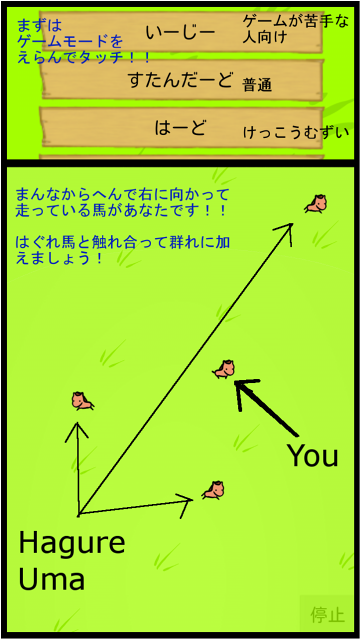 まずは
ゲームモードを
えらんでタッチ！！
いーじー
ゲームが苦手な
人向け
すたんだーど
普通
はーど
けっこうむずい
まんなからへんで右に向かって
走っている馬があなたです！！
はぐれ馬と触れ合って群れに加
えましょう！
You
Hagure
Uma
停止